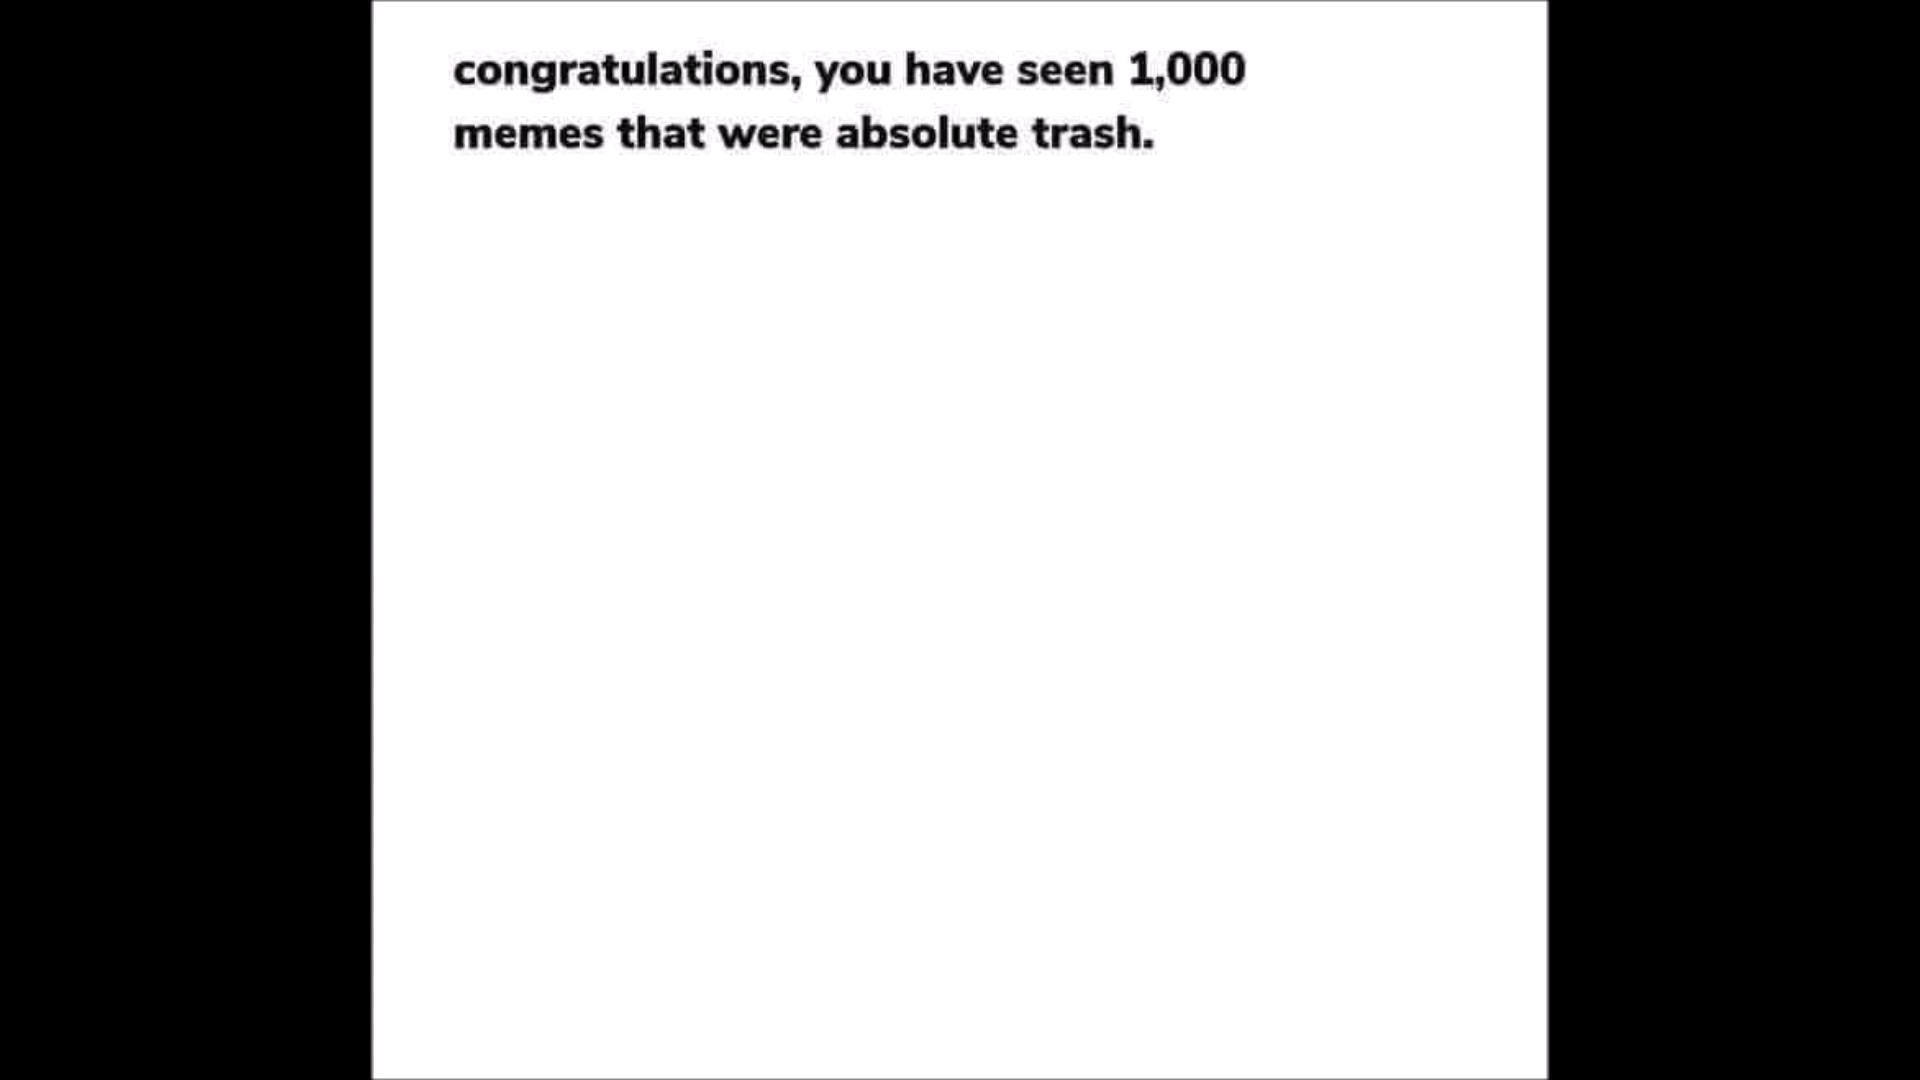 congratulations, you have seen 1,000
memes that were absolute trash.